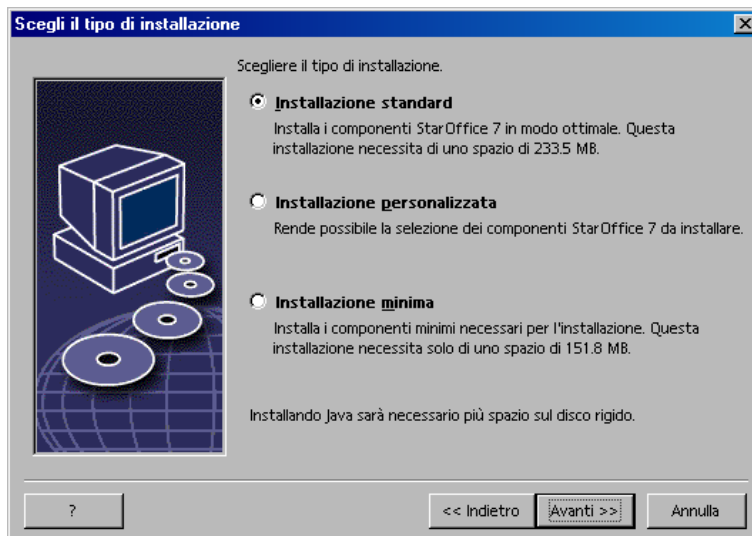 Scegli il tipo di installazione
Scegliere il tipo di installazione.
Installazione standard
Installa i componenti StarOffice 7 in modo ottimale. Questa
installazione necessita di uno spazio di 233.5 MB.
Installazione personalizzata
Rende possibile la selezione dei componenti StarOffice 7 da installare.
Installazione minima
Installa i componenti minimi necessari per l'installazione. Questa
installazione necessita solo di uno spazio di 151.8 MB.
Installando Java sarà necessario più spazio sul disco rigido.
?
<< Indietro
Avanti >>
Annulla